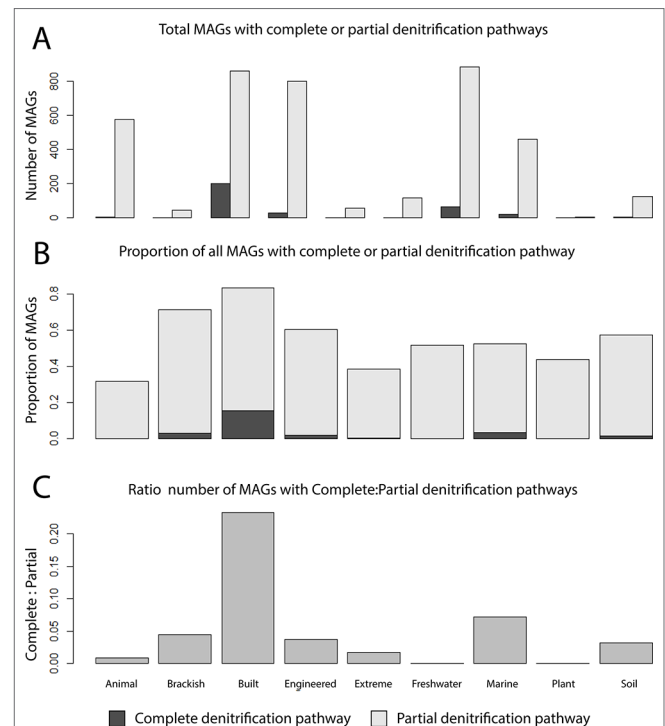 A
Total MAGs with complete or partial denitrification pathways
Number of MAGs
800
600
400
200
0
B
Proportion of all MAGs with complete or partial denitrification pathway
Proportion of MAGs
0.8
0.6
0.4
0.2
0.0
C
Ratio number of MAGs with Complete:Partial denitrification pathways
Complete : Partial
0.20
0.15
0.10
0.05
0.00
Animal Brackish Built Engineered Extreme Freshwater Marine Plant Soil
Complete denitrification pathway Partial denitrification pathway